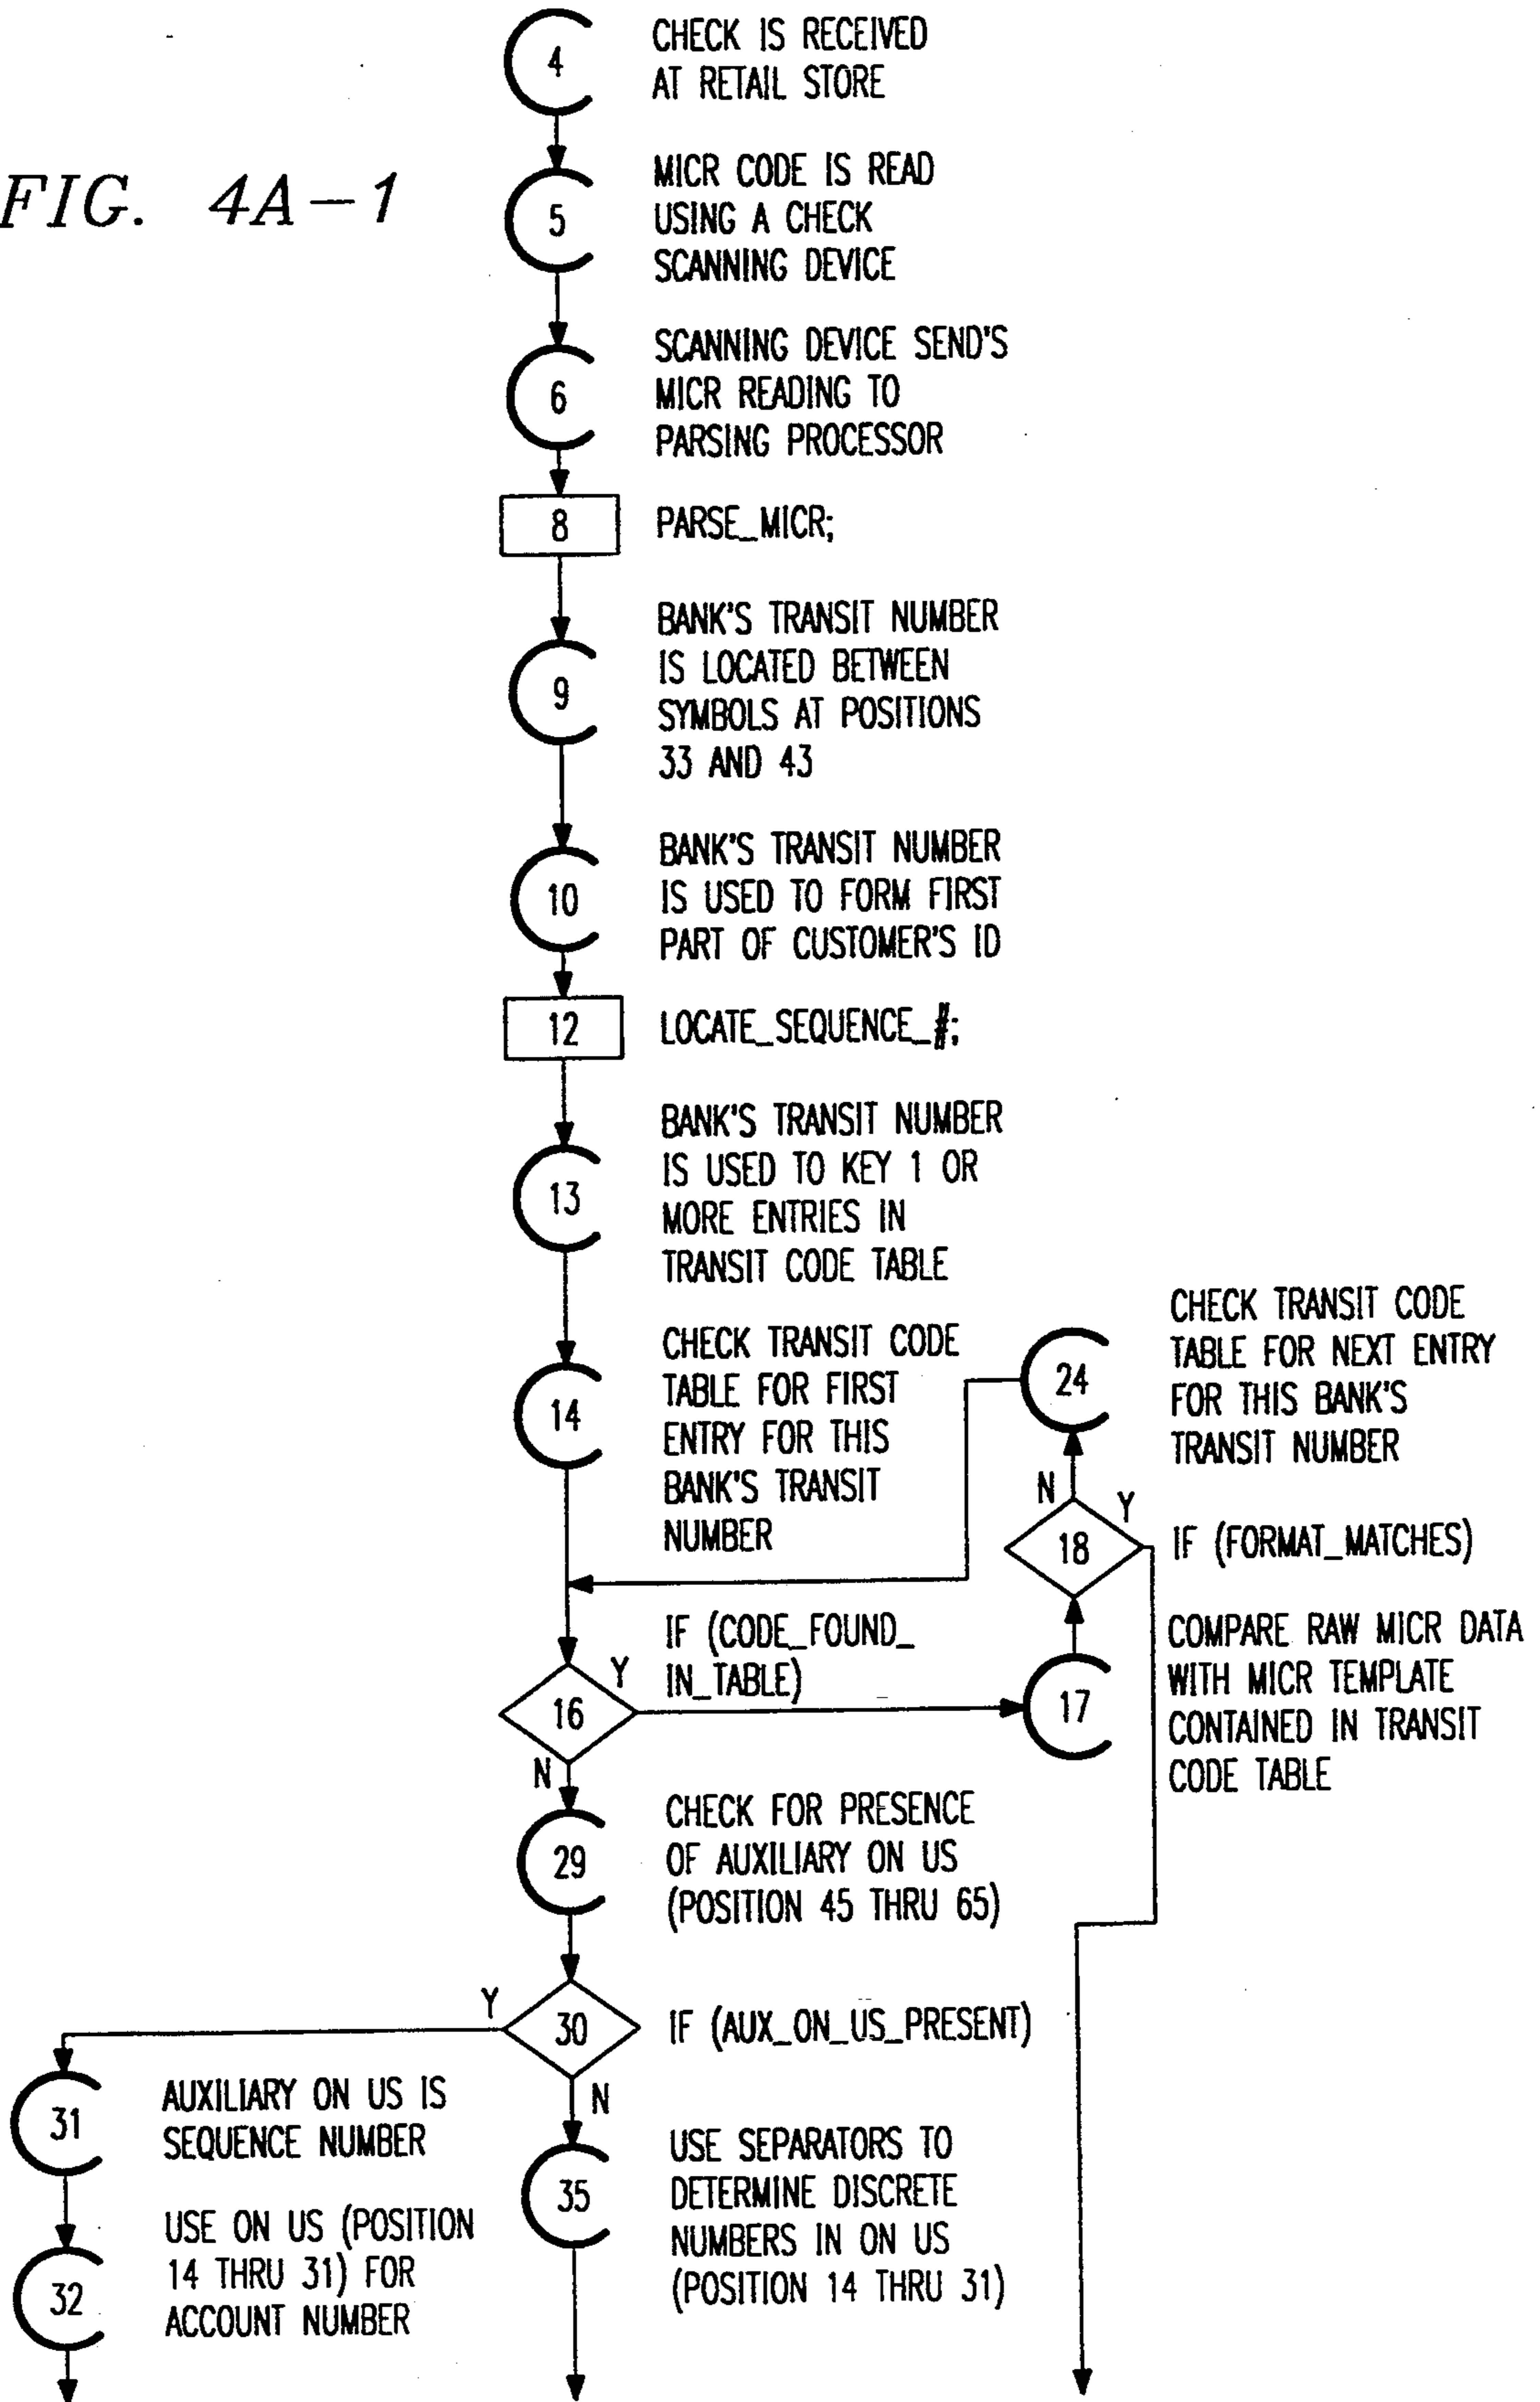 FIG. 4A-1
4
CHECK IS RECEIVED
AT RETAIL STORE
5
MICR CODE IS READ
USING A CHECK
SCANNING DEVICE
6
SCANNING DEVICE SEND'S
MICR READING TO
PARSING PROCESSOR
8
PARSE_MICR;
9
BANK'S TRANSIT NUMBER
IS LOCATED BETWEEN
SYMBOLS AT POSITIONS
33 AND 43
10
BANK'S TRANSIT NUMBER
IS USED TO FORM FIRST
PART OF CUSTOMER'S ID
12
LOCATE_SEQUENCE_#;
13
BANK'S TRANSIT NUMBER
IS USED TO KEY 1 OR
MORE ENTRIES IN
TRANSIT CODE TABLE
14
CHECK TRANSIT CODE
TABLE FOR FIRST
ENTRY FOR THIS
BANK'S TRANSIT
NUMBER
24
CHECK TRANSIT CODE
TABLE FOR NEXT ENTRY
FOR THIS BANK'S
TRANSIT NUMBER
N
Y
18
IF (FORMAT_MATCHES)
16
Y
IF (CODE_FOUND_
IN_TABLE)
N
17
COMPARE RAW MICR DATA
WITH MICR TEMPLATE
CONTAINED IN TRANSIT
CODE TABLE
29
CHECK FOR PRESENCE
OF AUXILIARY ON US
(POSITION 45 THRU 65)
Y
30
IF (AUX_ON_US_PRESENT)
N
31
AUXILIARY ON US IS
SEQUENCE NUMBER
32
USE ON US (POSITION
14 THRU 31) FOR
ACCOUNT NUMBER
35
USE SEPARATORS TO
DETERMINE DISCRETE
NUMBERS IN ON US
(POSITION 14 THRU 31)